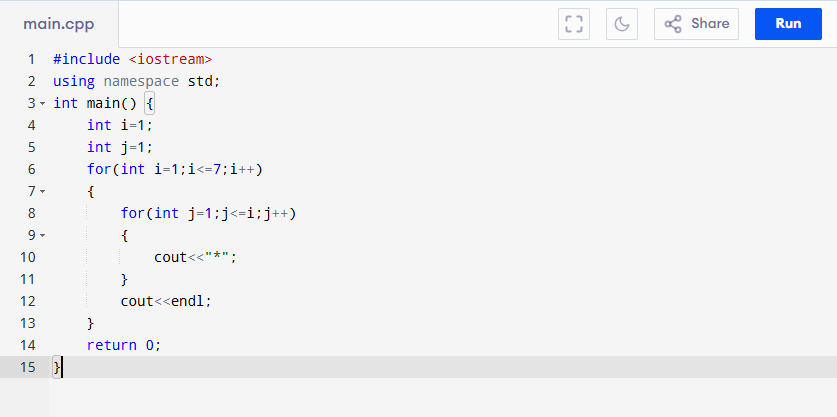 main.cpp
Share
Run
1 #include <iostream>
2 using namespace std;
3 int main() {
4     int i=1;
5     int j=1;
6     for(int i=1;i<=7;i++)
7     {
8         for(int j=1;j<=i;j++)
9         {
10             cout<<"*";
11         }
12         cout<<endl;
13     }
14     return 0;
15 }